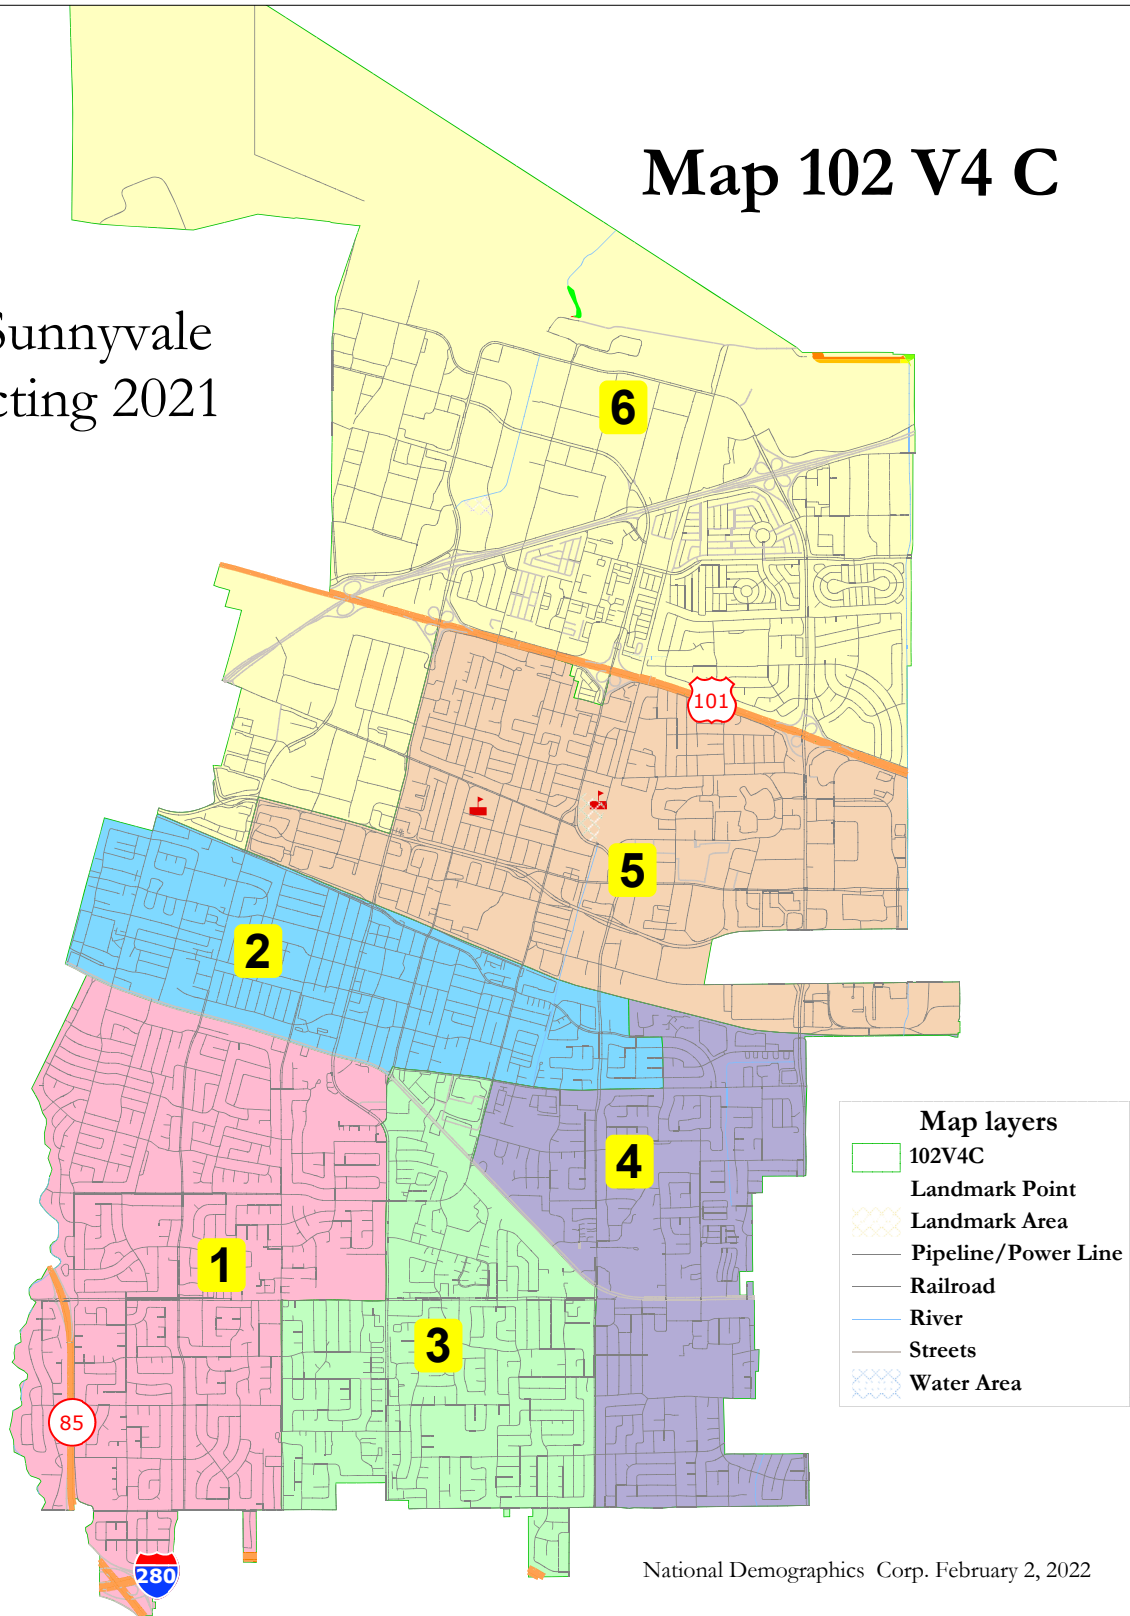 Map 102 V4 C
Sunnyvale
cting 2021
6
101
5
2
4
1
3
85
280
Map layers
102V4C
Landmark Point
Landmark Area
Pipeline/Power Line
Railroad
River
Streets
Water Area
National Demographics Corp. February 2, 2022